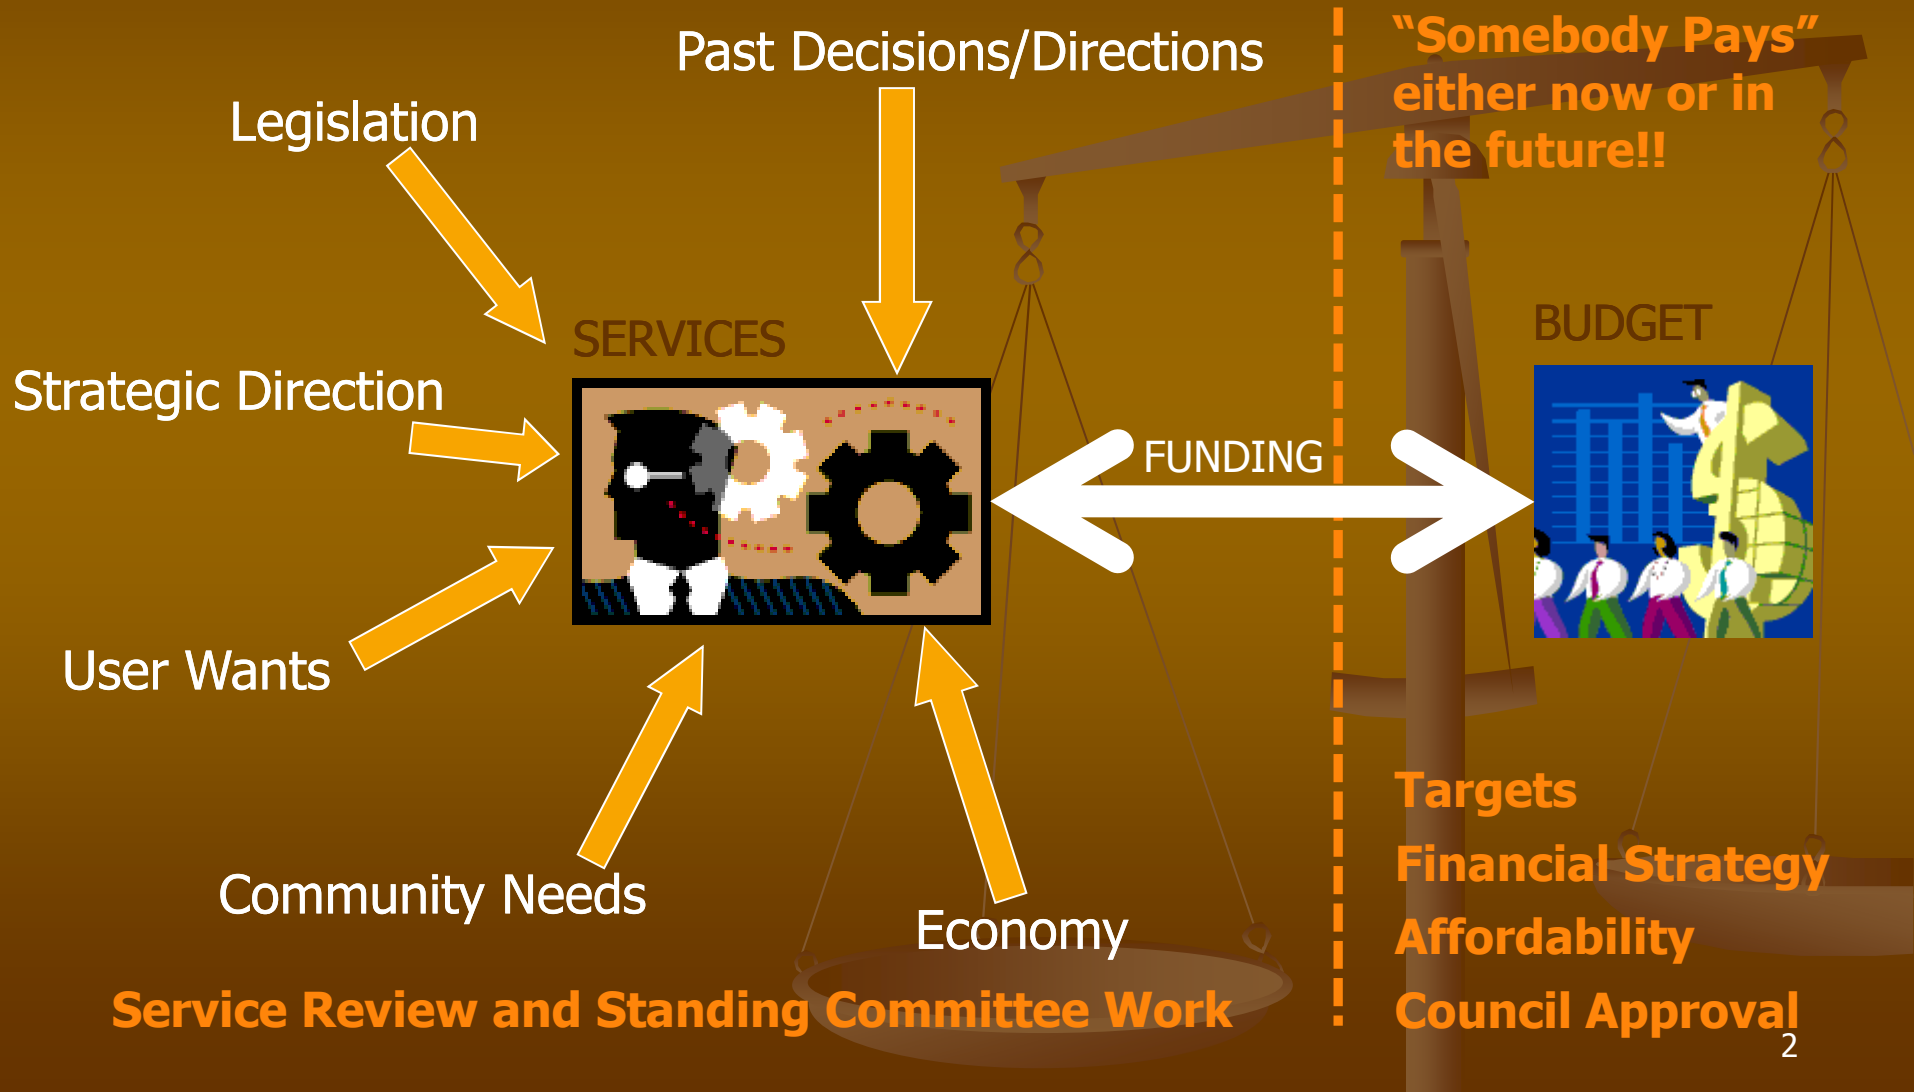 Past Decisions/Directions
Legislation
SERVICES
Strategic Direction
User Wants
Community Needs
Economy
Service Review and Standing Committee Work
FUNDING
“Somebody Pays”
either now or in
the future!!
BUDGET
Targets
Financial Strategy
Affordability
Council Approval
2